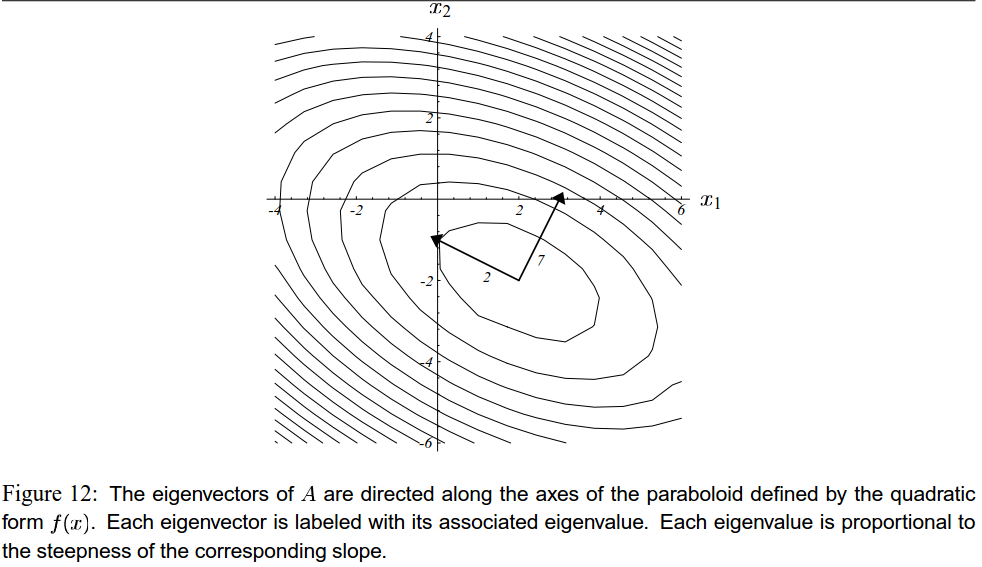 x2
4
2
x1
-4
-2
2
4
6
7
2
-2
-4
-6
Figure 12: The eigenvectors of A are directed along the axes of the paraboloid defined by the quadratic
form f(x). Each eigenvector is labeled with its associated eigenvalue. Each eigenvalue is proportional to
the steepness of the corresponding slope.